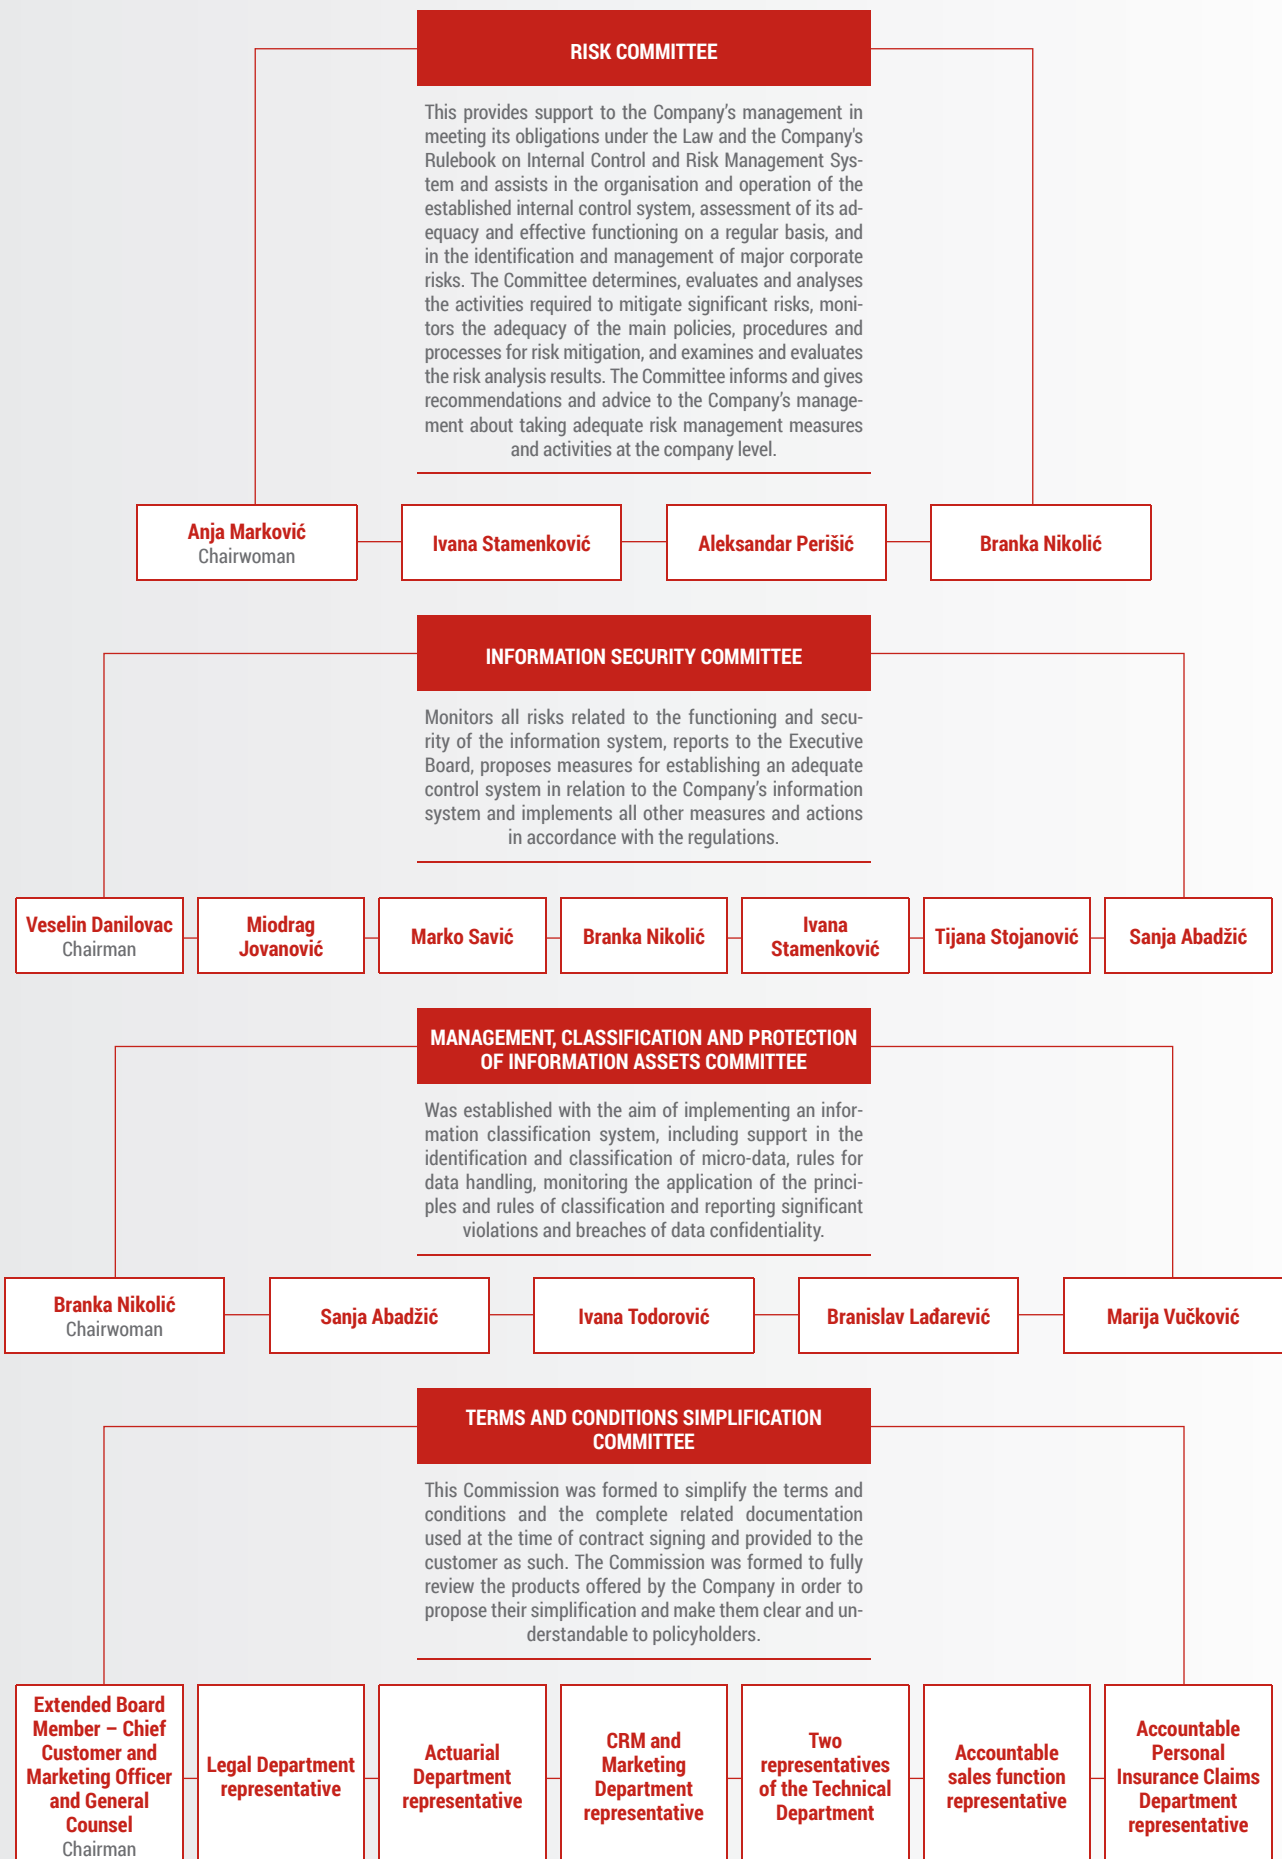 RISK COMMITTEE
This provides support to the Company's management in
meeting its obligations under the Law and the Company's
Rulebook on Internal Control and Risk Management Sys-
tem and assists in the organisation and operation of the
established internal control system, assessment of its ad-
equacy and effective functioning on a regular basis, and
in the identification and management of major corporate
risks. The Committee determines, evaluates and analyses
the activities required to mitigate significant risks, moni-
tors the adequacy of the main policies, procedures and
processes for risk mitigation, and examines and evaluates
the risk analysis results. The Committee informs and gives
recommendations and advice to the Company's manage-
ment about taking adequate risk management measures
and activities at the company level.
Anja Marković
Chairwoman
Ivana Stamenković
Aleksandar Perišić
Branka Nikolić
INFORMATION SECURITY COMMITTEE
Monitors all risks related to the functioning and secu-
rity of the information system, reports to the Executive
Board, proposes measures for establishing an adequate
control system in relation to the Company's information
system and implements all other measures and actions
in accordance with the regulations.
Veselin Danilovac
Chairman
Miodrag
Jovanović
Marko Savić
Branka Nikolić
Ivana
Stamenković
Tijana Stojanović
Sanja Abadžić
MANAGEMENT, CLASSIFICATION AND PROTECTION
OF INFORMATION ASSETS COMMITTEE
Was established with the aim of implementing an infor-
mation classification system, including support in the
identification and classification of micro-data, rules for
data handling, monitoring the application of the princi-
ples and rules of classification and reporting significant
violations and breaches of data confidentiality.
Branka Nikolić
Chairwoman
Sanja Abadžić
Ivana Todorović
Branislav Lađarević
Marija Vučković
TERMS AND CONDITIONS SIMPLIFICATION
COMMITTEE
This Commission was formed to simplify the terms and
conditions and the complete related documentation
used at the time of contract signing and provided to the
customer as such. The Commission was formed to fully
review the products offered by the Company in order to
propose their simplification and make them clear and un-
derstandable to policyholders.
Extended Board
Member – Chief
Customer and
Marketing Officer
and General
Counsel
Chairman
Legal Department
representative
Actuarial
Department
representative
CRM and
Marketing
Department
representative
Two
representatives
of the Technical
Department
Accountable
sales function
representative
Accountable
Personal
Insurance Claims
Department
representative